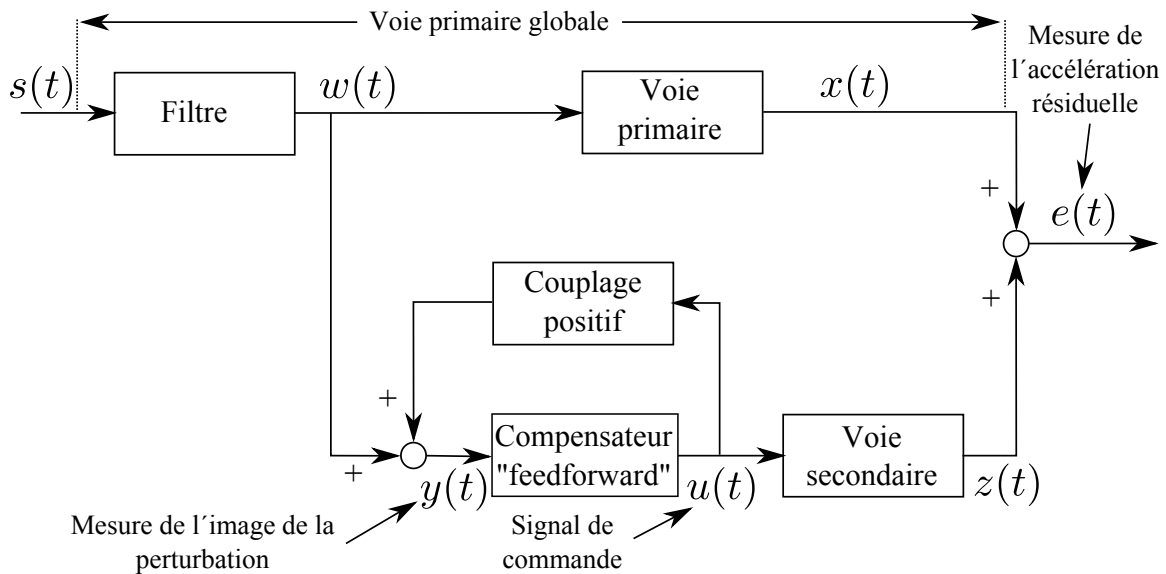 Voie primaire globale
Mesure de
l´accélération
résiduelle
s(t)
Filtre
w(t)
Voie
primaire
x(t)
+
e(t)
Couplage
positif
+
+
Compensateur
"feedforward"
Voie
secondaire
+
y(t)
u(t)
z(t)
Mesure de l´image de la
perturbation
Signal de
commande